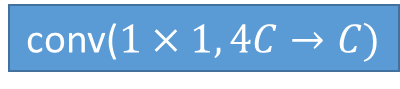 conv(1 × 1, 4C → C)